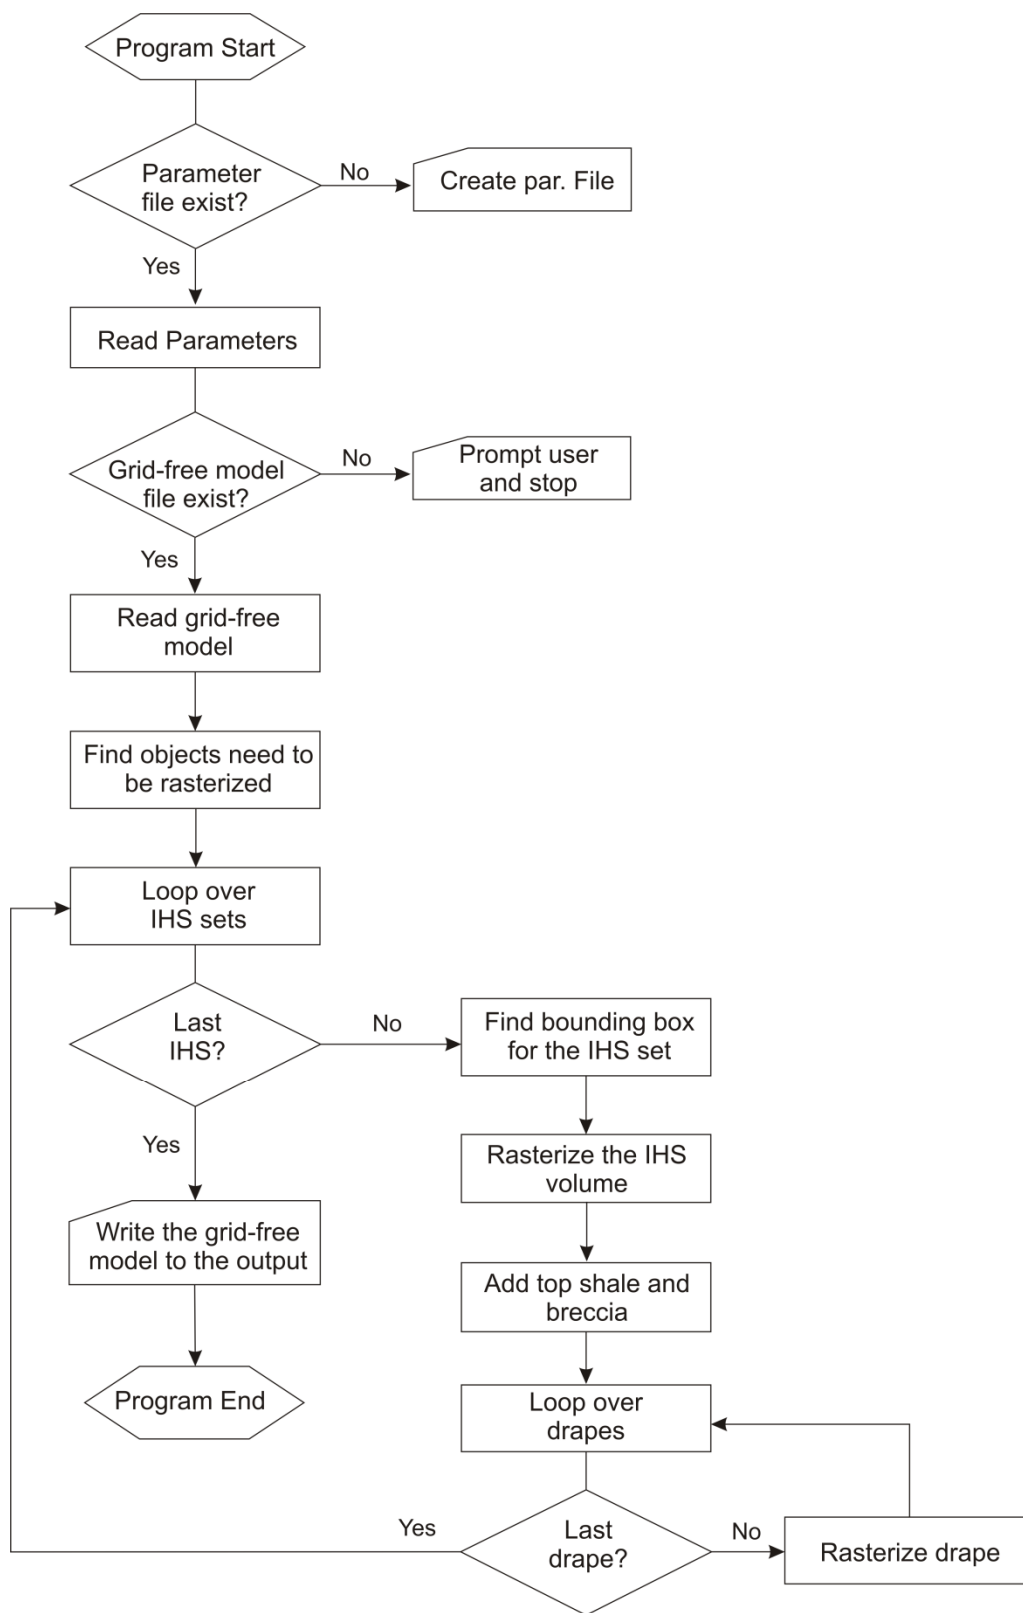 Program Start
Parameter
file exist?
No
Create par. File
Yes
Read Parameters
Grid-free model
file exist?
No
Prompt user
and stop
Yes
Read grid-free
model
Find objects need to
be rasterized
Loop over
IHS sets
Last
IHS?
No
Find bounding box
for the IHS set
Yes
Rasterize the IHS
volume
Write the grid-free
model to the output
Add top shale and
breccia
Program End
Loop over
drapes
Yes
Last
drape?
No
Rasterize drape